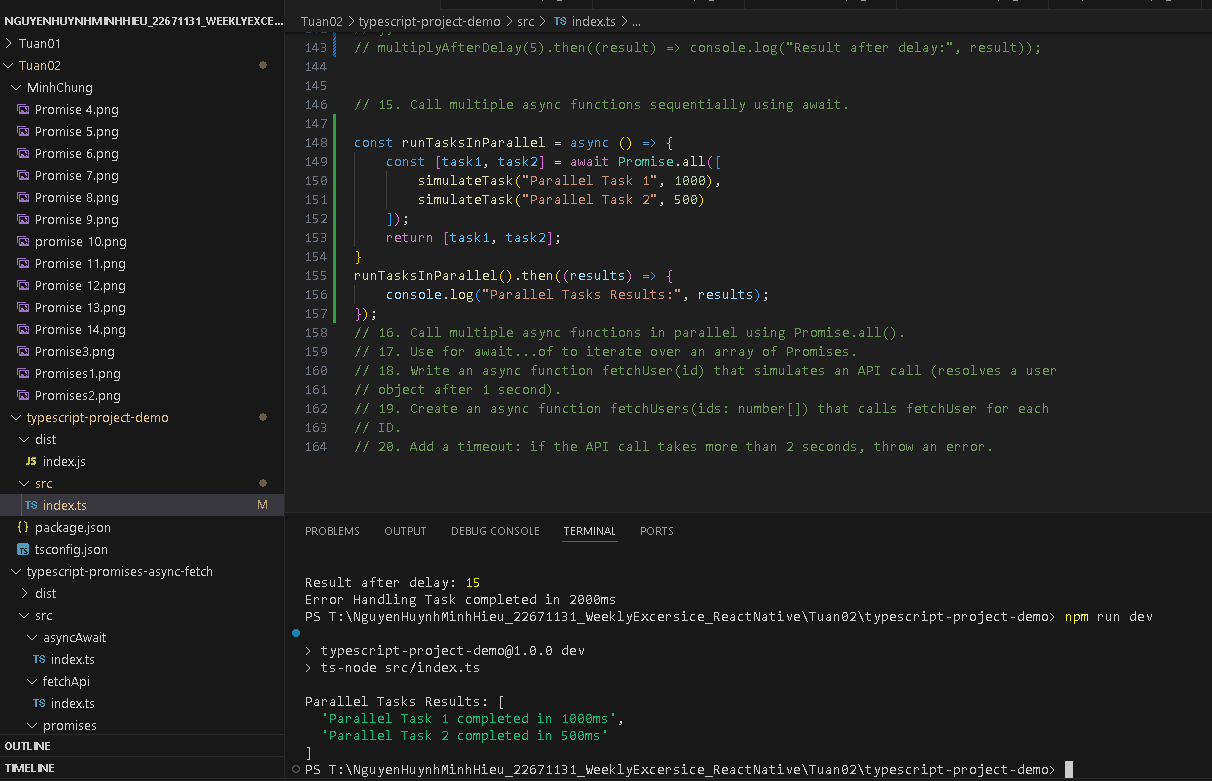 NGUYENHUYNHMINHHIEU_22671131_WEEKLYEXCE...
Tuan01
Tuan02
MinhChung
Promise 4.png
Promise 5.png
Promise 6.png
Promise 7.png
Promise 8.png
Promise 9.png
promise 10.png
Promise 11.png
Promise 12.png
Promise 13.png
Promise 14.png
Promise3.png
Promises1.png
Promises2.png
typescript-project-demo
dist
JS index.js
src
TS index.ts M
{} package.json
TS tsconfig.json
typescript-promises-async-fetch
dist
src
asyncAwait
TS index.ts
fetchApi
TS index.ts
promises
OUTLINE
TIMELINE
Tuan02 > typescript-project-demo > src > TS index.ts > ...
143 // multiplyAfterDelay(5).then((result) => console.log("Result after delay:", result));
144
145
146 // 15. Call multiple async functions sequentially using await.
147
148 const runTasksInParallel = async () => {
149 const [task1, task2] = await Promise.all([
150 simulateTask("Parallel Task 1", 1000),
151 simulateTask("Parallel Task 2", 500)
152 ]);
153 return [task1, task2];
154 }
155 runTasksInParallel().then((results) => {
156 console.log("Parallel Tasks Results:", results);
157 });
158 // 16. Call multiple async functions in parallel using Promise.all().
159 // 17. Use for await...of to iterate over an array of Promises.
160 // 18. Write an async function fetchUser(id) that simulates an API call (resolves a user
161 // object after 1 second).
162 // 19. Create an async function fetchUsers(ids: number[]) that calls fetchUser for each
163 // ID.
164 // 20. Add a timeout: if the API call takes more than 2 seconds, throw an error.
PROBLEMS OUTPUT DEBUG CONSOLE TERMINAL PORTS
Result after delay: 15
Error Handling Task completed in 2000ms
PS T:\NguyenHuynhMinhHieu_22671131_WeeklyExcersice_ReactNative\Tuan02\typescript-project-demo> npm run dev
> typescript-project-demo@1.0.0 dev
> ts-node src/index.ts
Parallel Tasks Results: [
'Parallel Task 1 completed in 1000ms',
'Parallel Task 2 completed in 500ms'
]
PS T:\NguyenHuynhMinhHieu_22671131_WeeklyExcersice_ReactNative\Tuan02\typescript-project-demo>